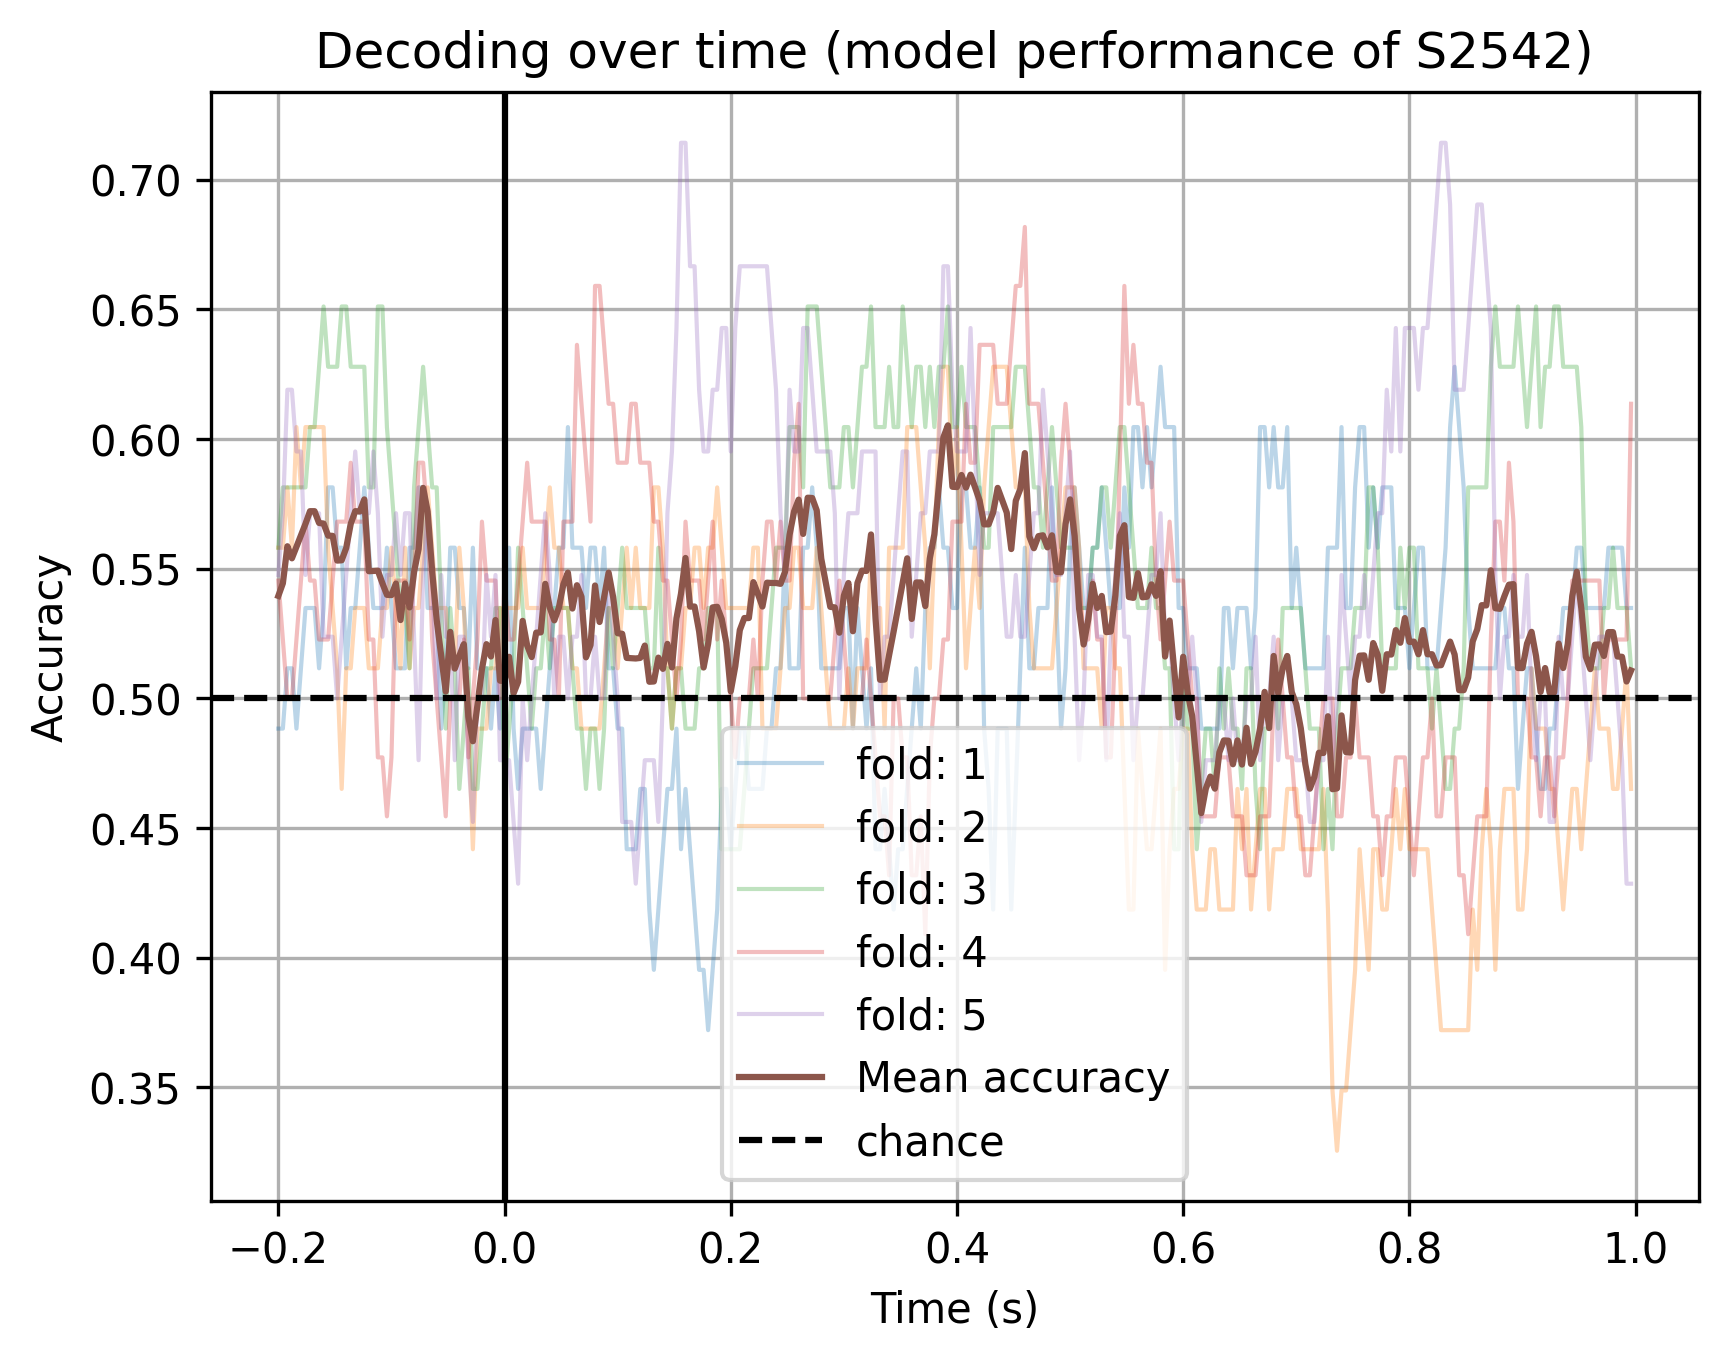 Decoding over time (model performance of S2542)
Accuracy
0.70
0.65
0.60
0.55
0.50
0.45
0.40
0.35
fold: 1
fold: 2
fold: 3
fold: 4
fold: 5
Mean accuracy
chance
−0.2 0.0 0.2 0.4 0.6 0.8 1.0
Time (s)